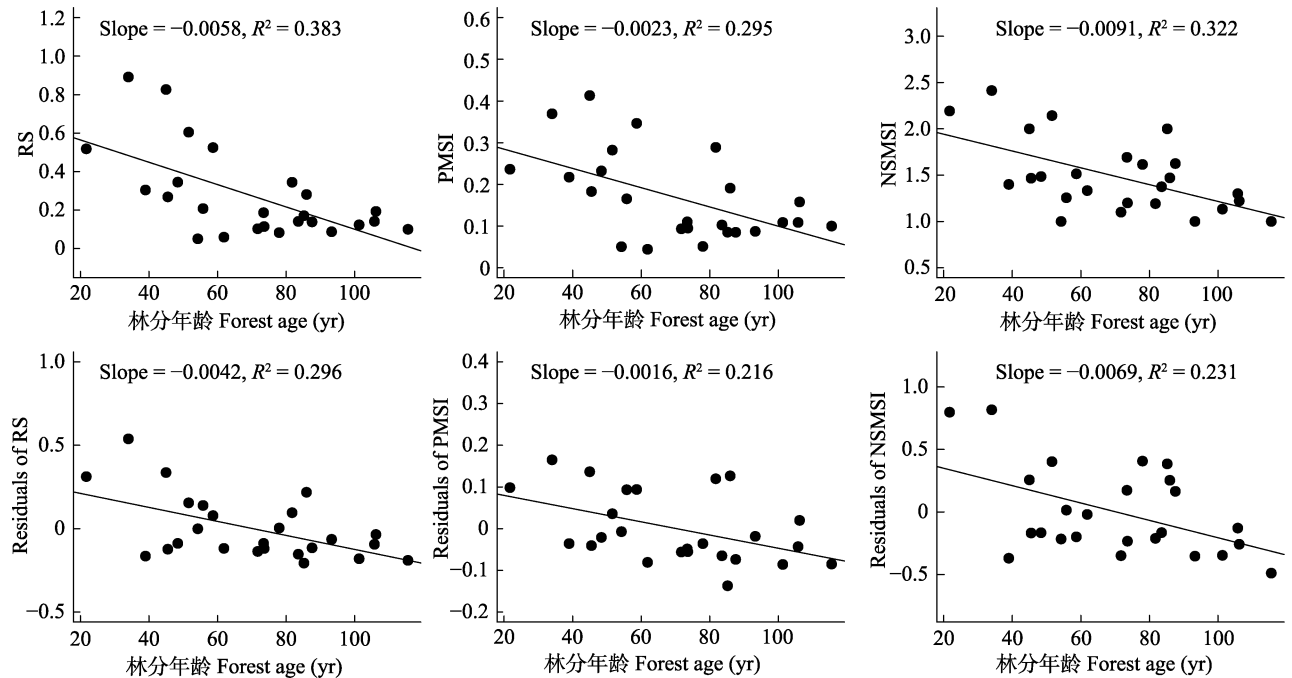 Slope = −0.0058, R² = 0.383
RS
1.2
1.0
0.8
0.6
0.4
0.2
0
20 40 60 80 100
林分年龄 Forest age (yr)
Slope = −0.0023, R² = 0.295
PMSI
0.6
0.5
0.4
0.3
0.2
0.1
0
20 40 60 80 100
林分年龄 Forest age (yr)
Slope = −0.0091, R² = 0.322
NSMSI
3.0
2.5
2.0
1.5
1.0
0.5
20 40 60 80 100
林分年龄 Forest age (yr)
Slope = −0.0042, R² = 0.296
Residuals of RS
1.0
0.5
0
−0.5
20 40 60 80 100
林分年龄 Forest age (yr)
Slope = −0.0016, R² = 0.216
Residuals of PMSI
0.4
0.3
0.2
0.1
0
−0.1
−0.2
20 40 60 80 100
林分年龄 Forest age (yr)
Slope = −0.0069, R² = 0.231
Residuals of NSMSI
1.0
0.5
0
−0.5
20 40 60 80 100
林分年龄 Forest age (yr)